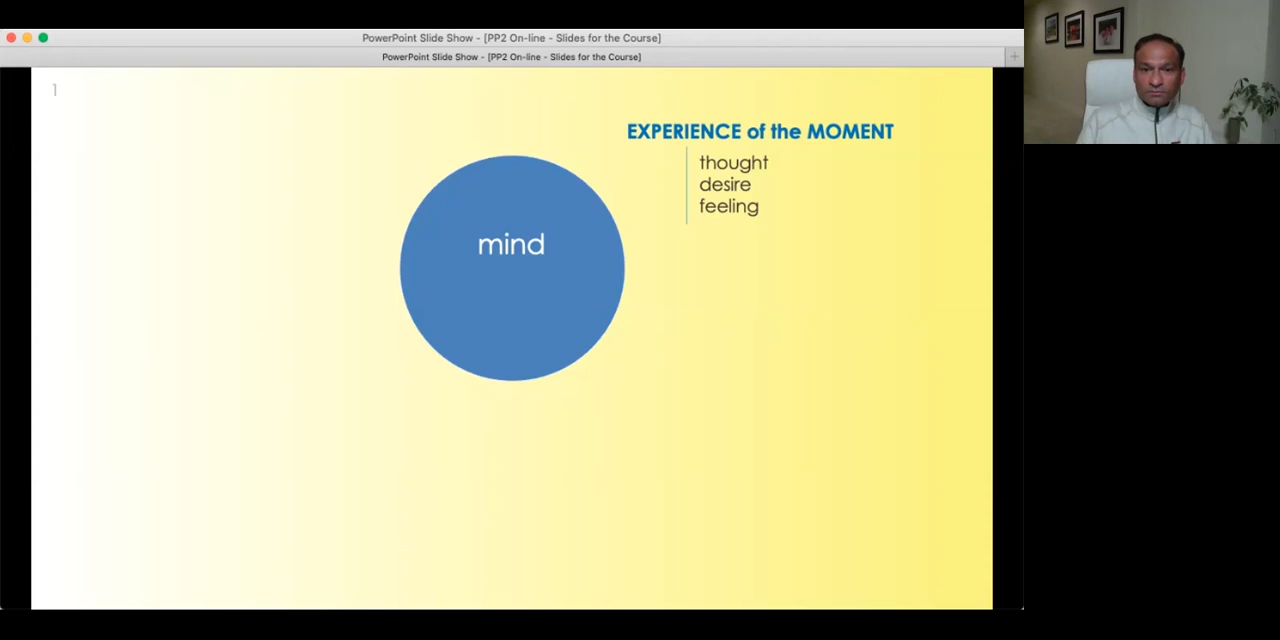 PowerPoint Slide Show - [PP2 On-line - Slides for the Course]
PowerPoint Slide Show - [PP2 On-line - Slides for the Course]
1
EXPERIENCE of the MOMENT
thought
desire
feeling
mind